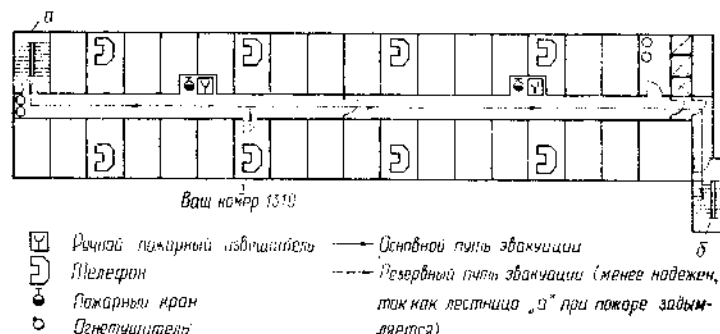 а
Ваш номер 1310
б
Ручной пожарный извещатель
Телефон
Пожарный кран
Огнетушитель
Основной путь эвакуации
Резервный путь эвакуации (менее надежен,
так как лестница „а" при пожаре задым-
ляется)